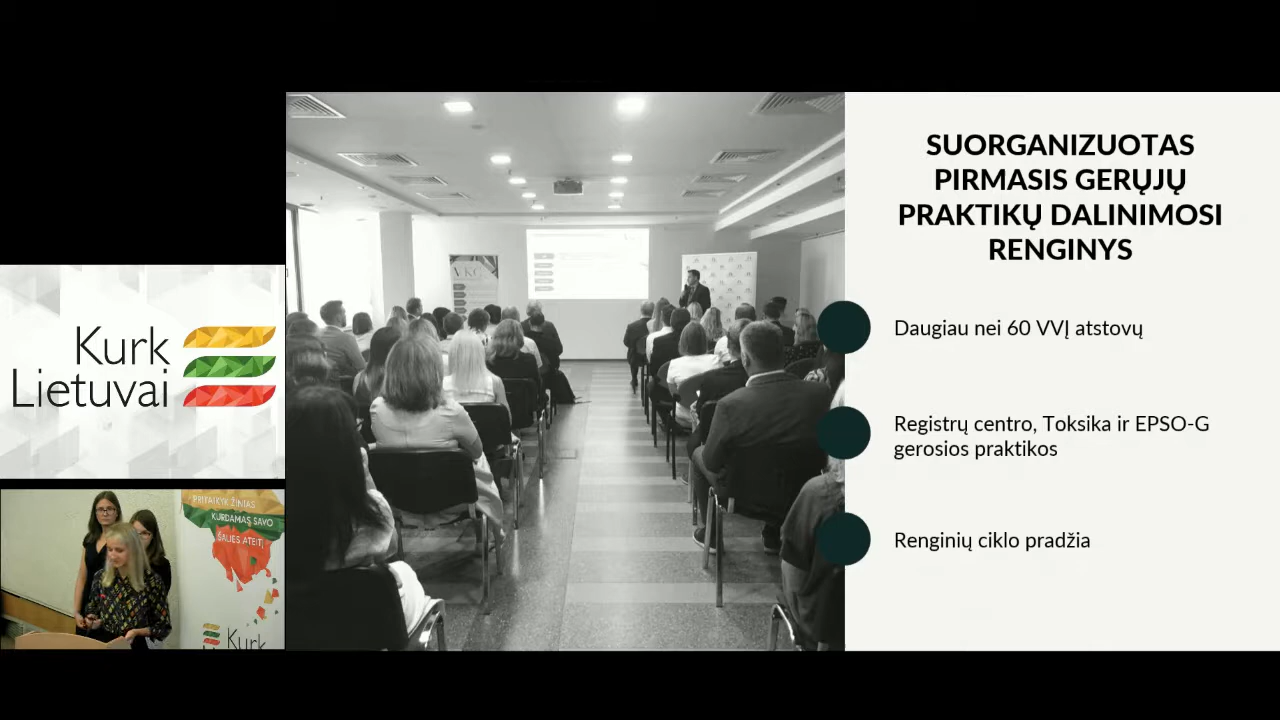 SUORGANIZUOTAS
PIRMASIS GERŲJŲ
PRAKTIKŲ DALINIMOSI
RENGINYS
Daugiau nei 60 VVĮ atstovų
Registrų centro, Toksika ir EPSO-G
gerosios praktikos
Renginių ciklo pradžia
Kurk
Lietuvai
PRITAIKYK ŽINIAS
KURDAMAS SAVO
ŠALIES ATEITĮ
Kurk
VKC